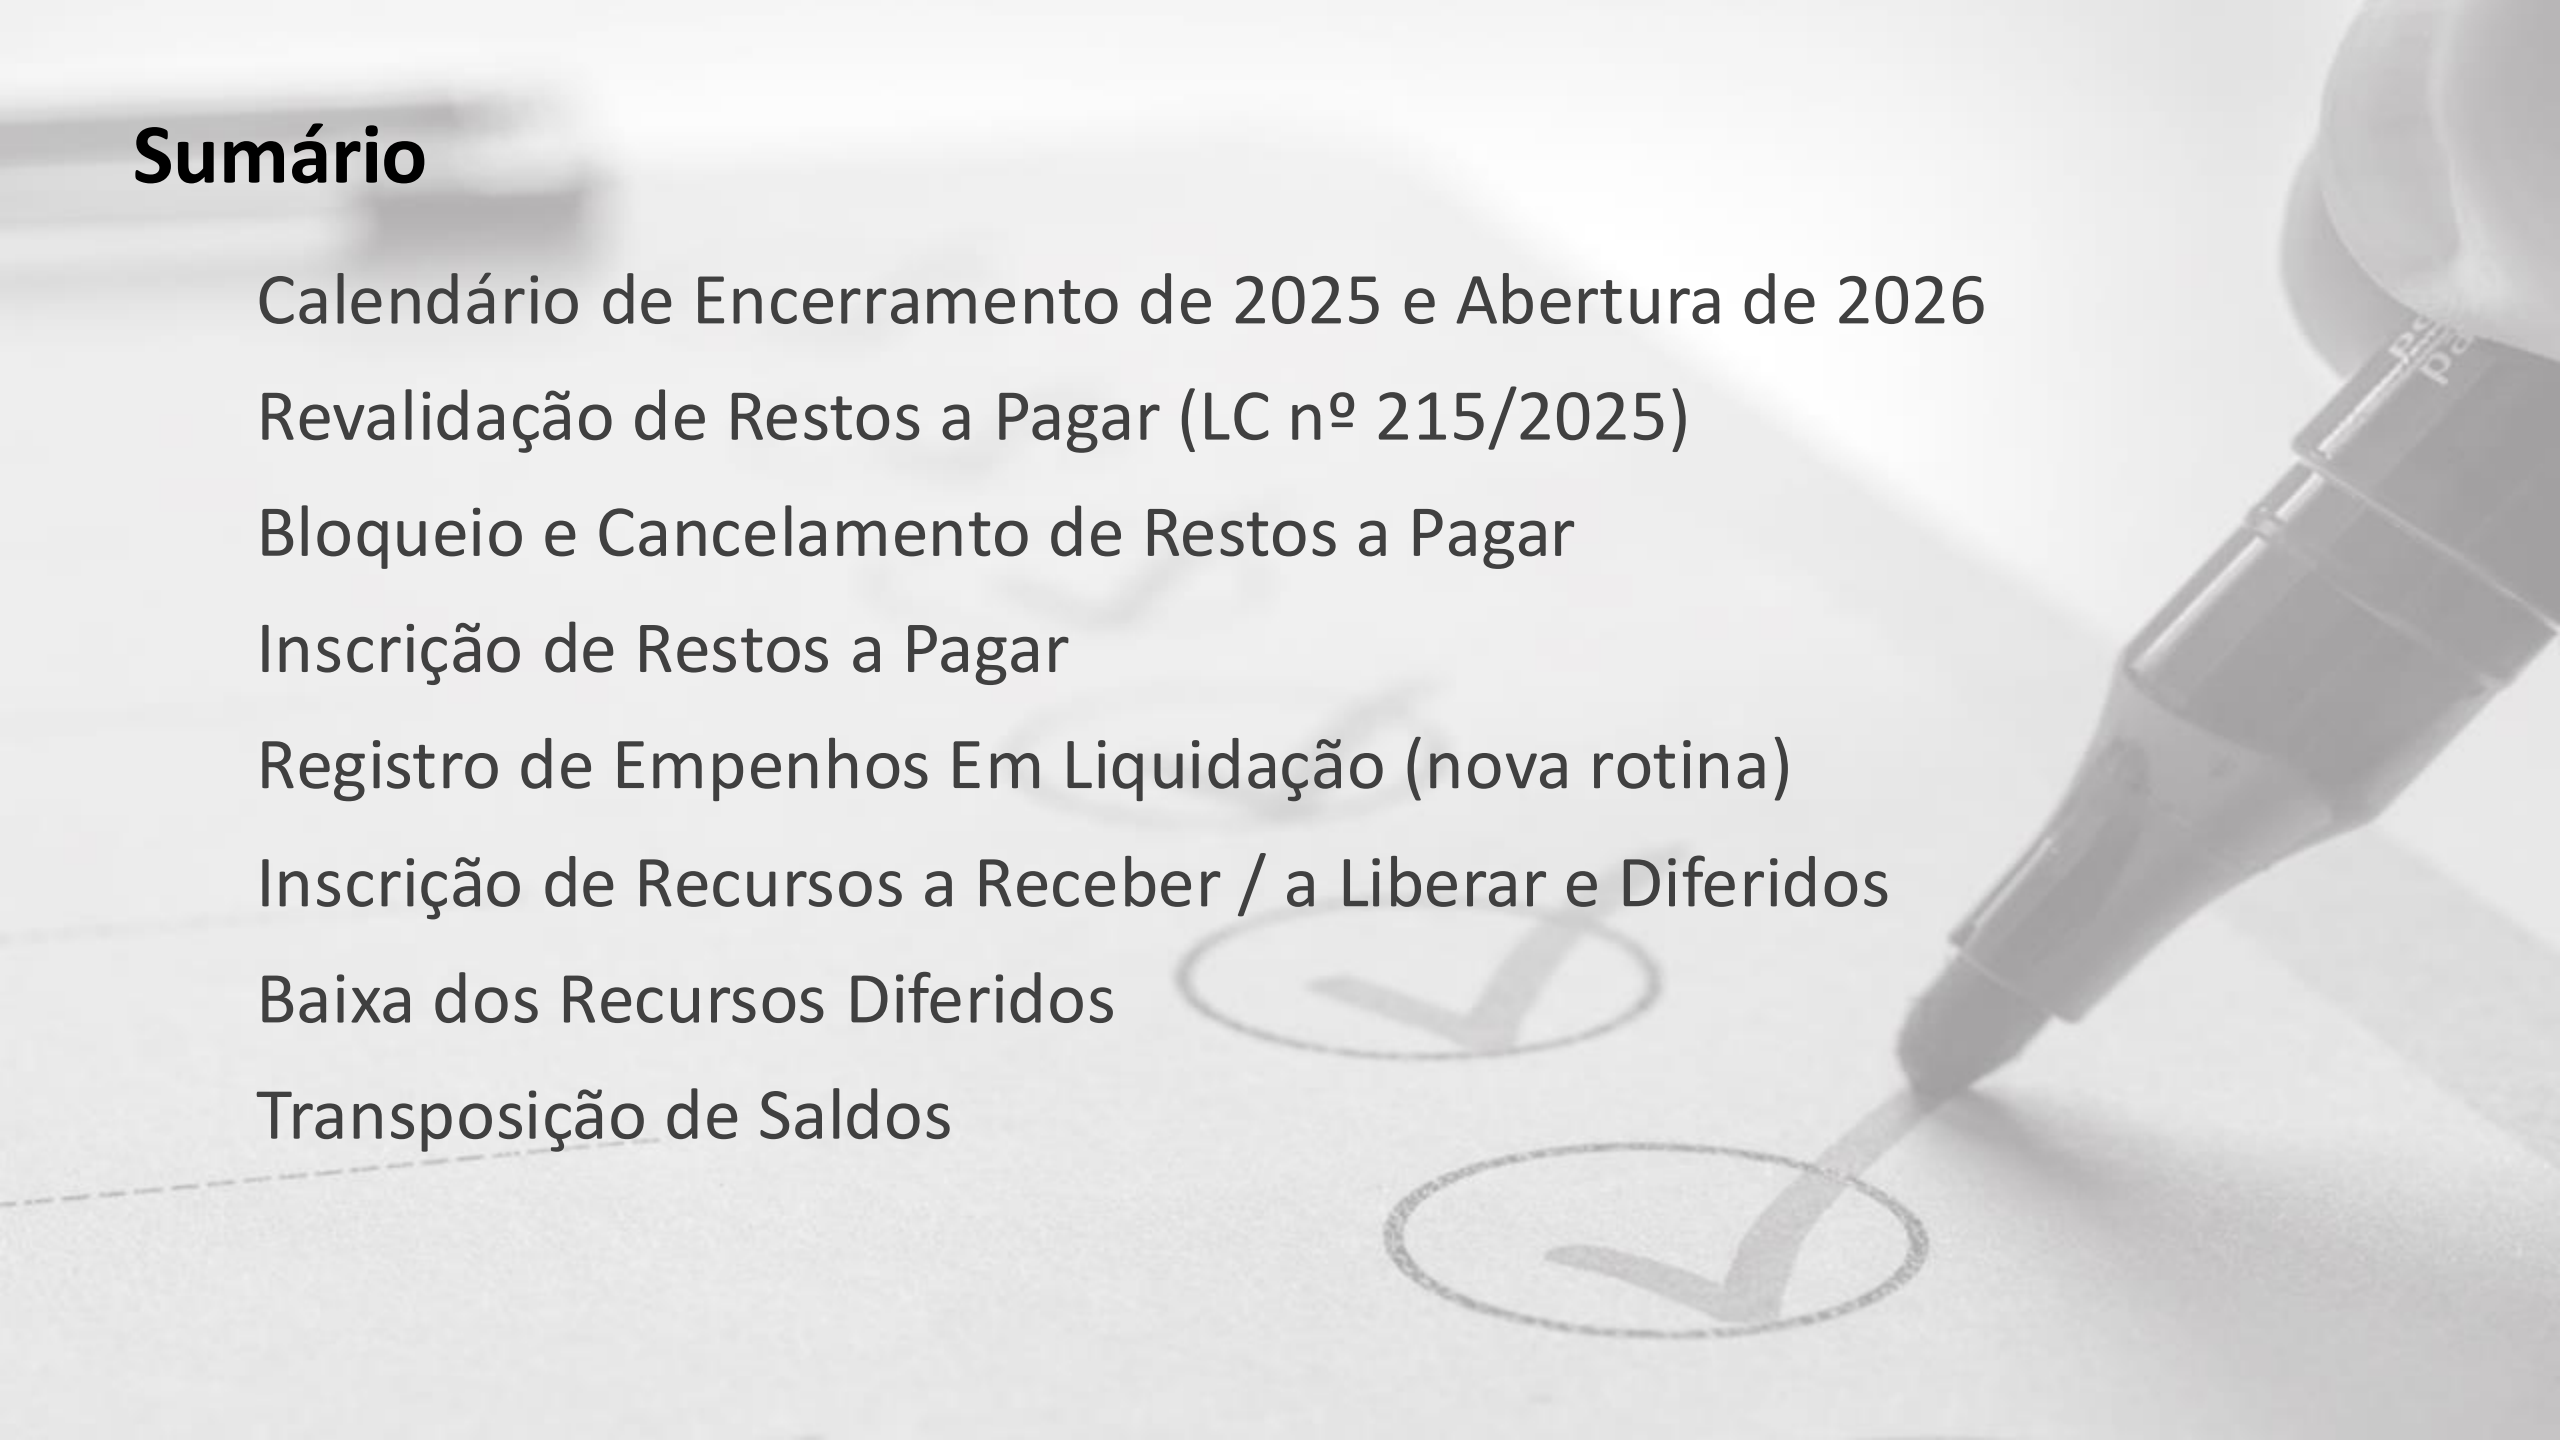 Sumário
Calendário de Encerramento de 2025 e Abertura de 2026
Revalidação de Restos a Pagar (LC nº 215/2025)
Bloqueio e Cancelamento de Restos a Pagar
Inscrição de Restos a Pagar
Registro de Empenhos Em Liquidação (nova rotina)
Inscrição de Recursos a Receber / a Liberar e Diferidos
Baixa dos Recursos Diferidos
Transposição de Saldos